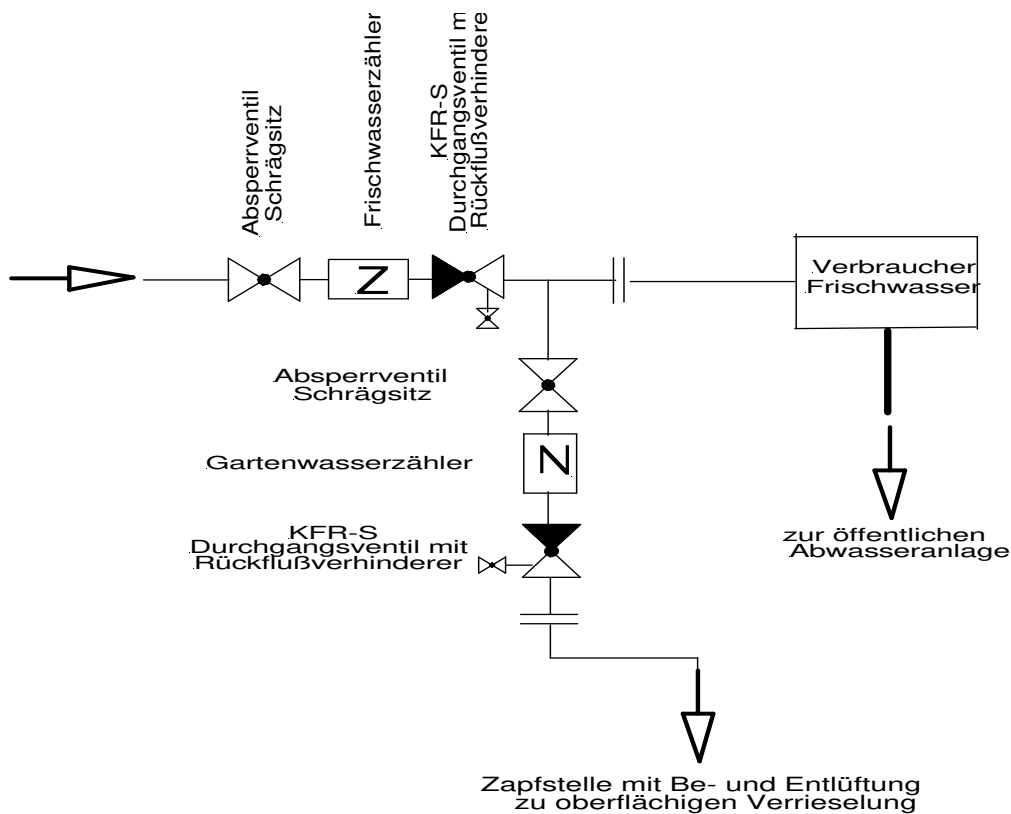 Absperrventil
Schrägsitz
Frischwasserzähler
KFR-S
Durchgangsventil m
Rückflußverhindere
Z
Verbraucher
Frischwasser
Absperrventil
Schrägsitz
Gartenwasserzähler
Z
KFR-S
Durchgangsventil mit
Rückflußverhinderer
zur öffentlichen
Abwasseranlage
Zapfstelle mit Be- und Entlüftung
zu oberflächigen Verrieselung